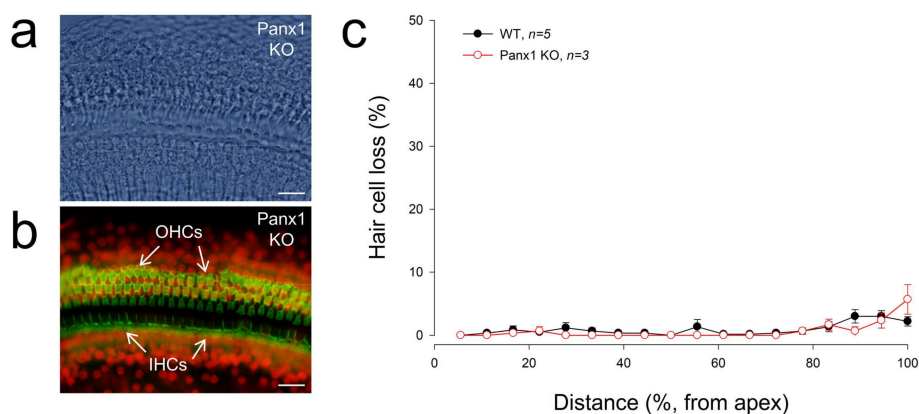 a
Panx1
KO
b
Panx1
KO
OHCs
IHCs
c
WT, n=5
Panx1 KO, n=3
Hair cell loss (%)
50
40
30
20
10
0
0
20
40
60
80
100
Distance (%, from apex)